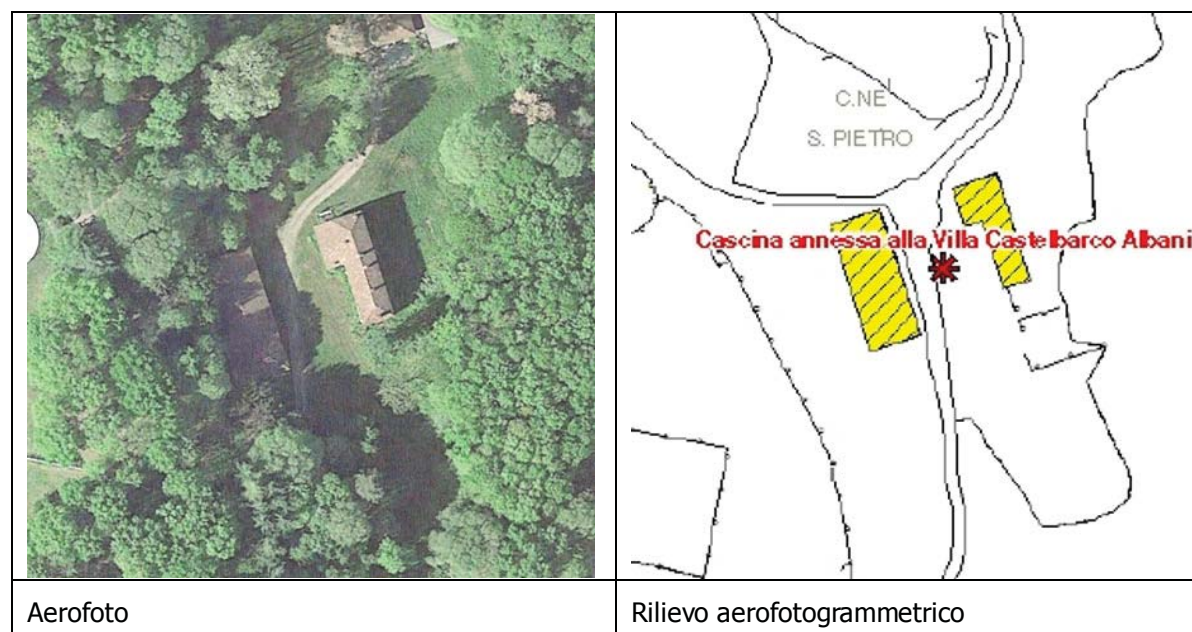 C.NE
S. PIETRO
Cascina annessa alla Villa Castelbarco Albani
Aerofoto
Rilievo aerofotogrammetrico